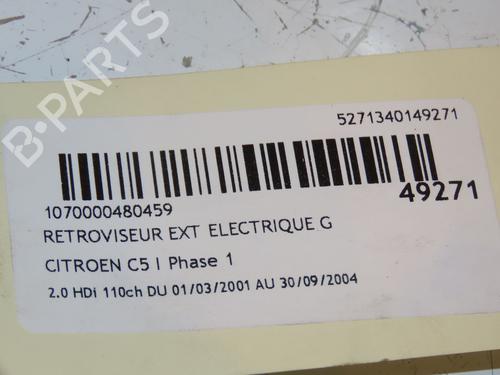 B-PARTS
5271340149271
49271
1070000480459
RETROVISEUR EXT ELECTRIQUE G
CITROEN C5 I Phase 1
2.0 HDi 110ch DU 01/03/2001 AU 30/09/2004